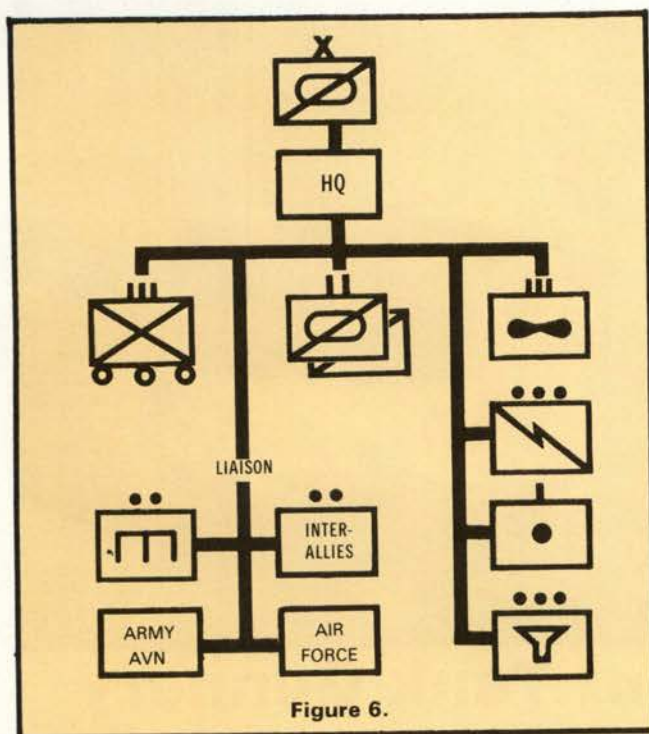 X
HQ
LIAISON
INTER-
ALLIES
ARMY
AVN
AIR
FORCE
Figure 6.